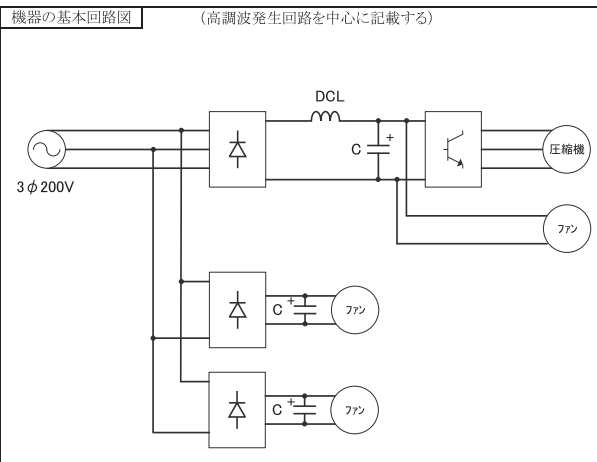 機器の基本回路図
(高調波発生回路を中心に記載する)
DCL
C
+
圧縮機
3φ200V
ファン
C
+
ファン
C
+
ファン